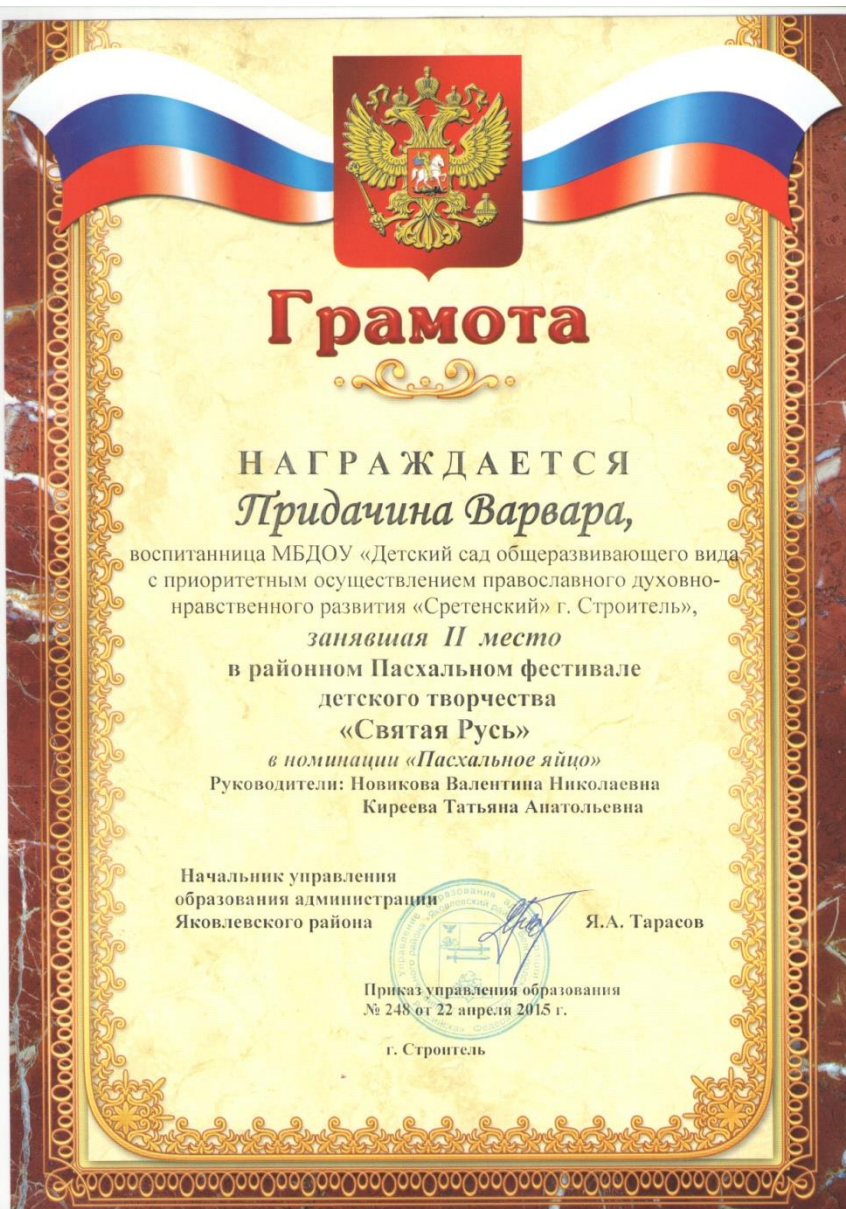 Грамота
НАГРАЖДАЕТСЯ
Придачина Варвара,
воспитанница МБДОУ «Детский сад общеразвивающего вида
с приоритетным осуществлением православного духовно-
нравственного развития «Сретенский» г. Строитель»,
занявшая II место
в районном Пасхальном фестивале
детского творчества
«Святая Русь»
в номинации «Пасхальное яйцо»
Руководители: Новикова Валентина Николаевна
Киреева Татьяна Анатольевна
Начальник управления
образования администрации
Яковлевского района
Я.А. Тарасов
Приказ управления образования
№ 248 от 22 апреля 2015 г.
г. Строитель